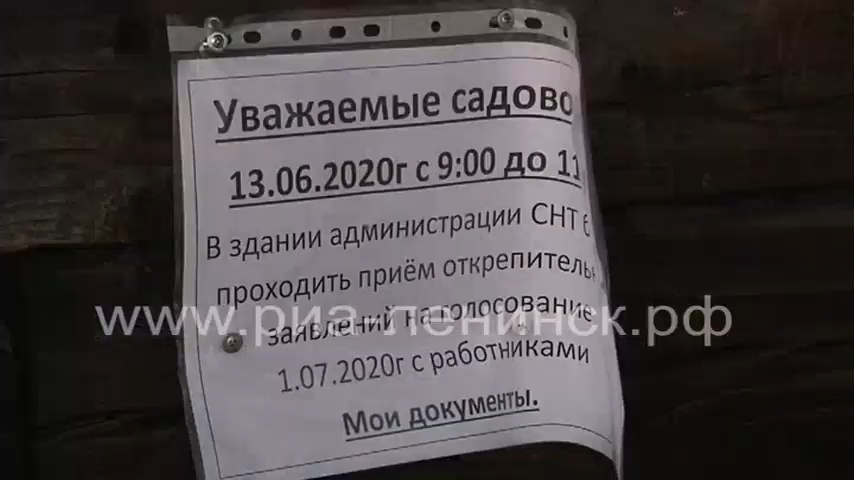 Уважаемые садово
13.06.2020г с 9:00 до 11
В здании администрации СНТ б
проходить приём открепитель
www.риа-ленинск.рф
заявлений на голосование
1.07.2020г с работниками
Мои документы.